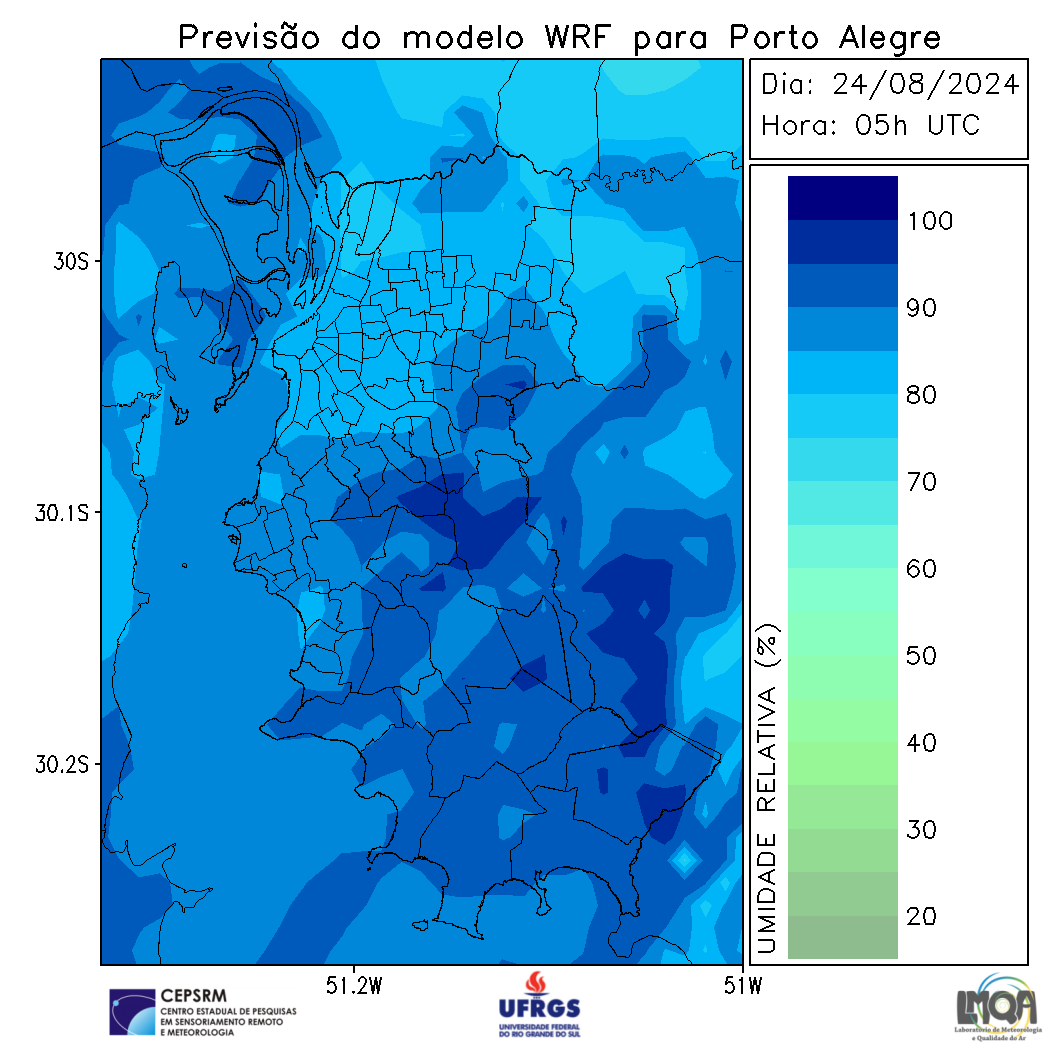 Previsão do modelo WRF para Porto Alegre
Dia: 24/08/2024
Hora: 05h UTC
30S
30.1S
30.2S
51.2W
51W
UMIDADE RELATIVA (%)
100
90
80
70
60
50
40
30
20
CEPSRM
CENTRO ESTADUAL DE PESQUISAS
EM SENSORIAMENTO REMOTO
E METEOROLOGIA
UFRGS
UNIVERSIDADE FEDERAL
DO RIO GRANDE DO SUL
LMQA
Laboratório de Meteorologia
e Qualidade do Ar